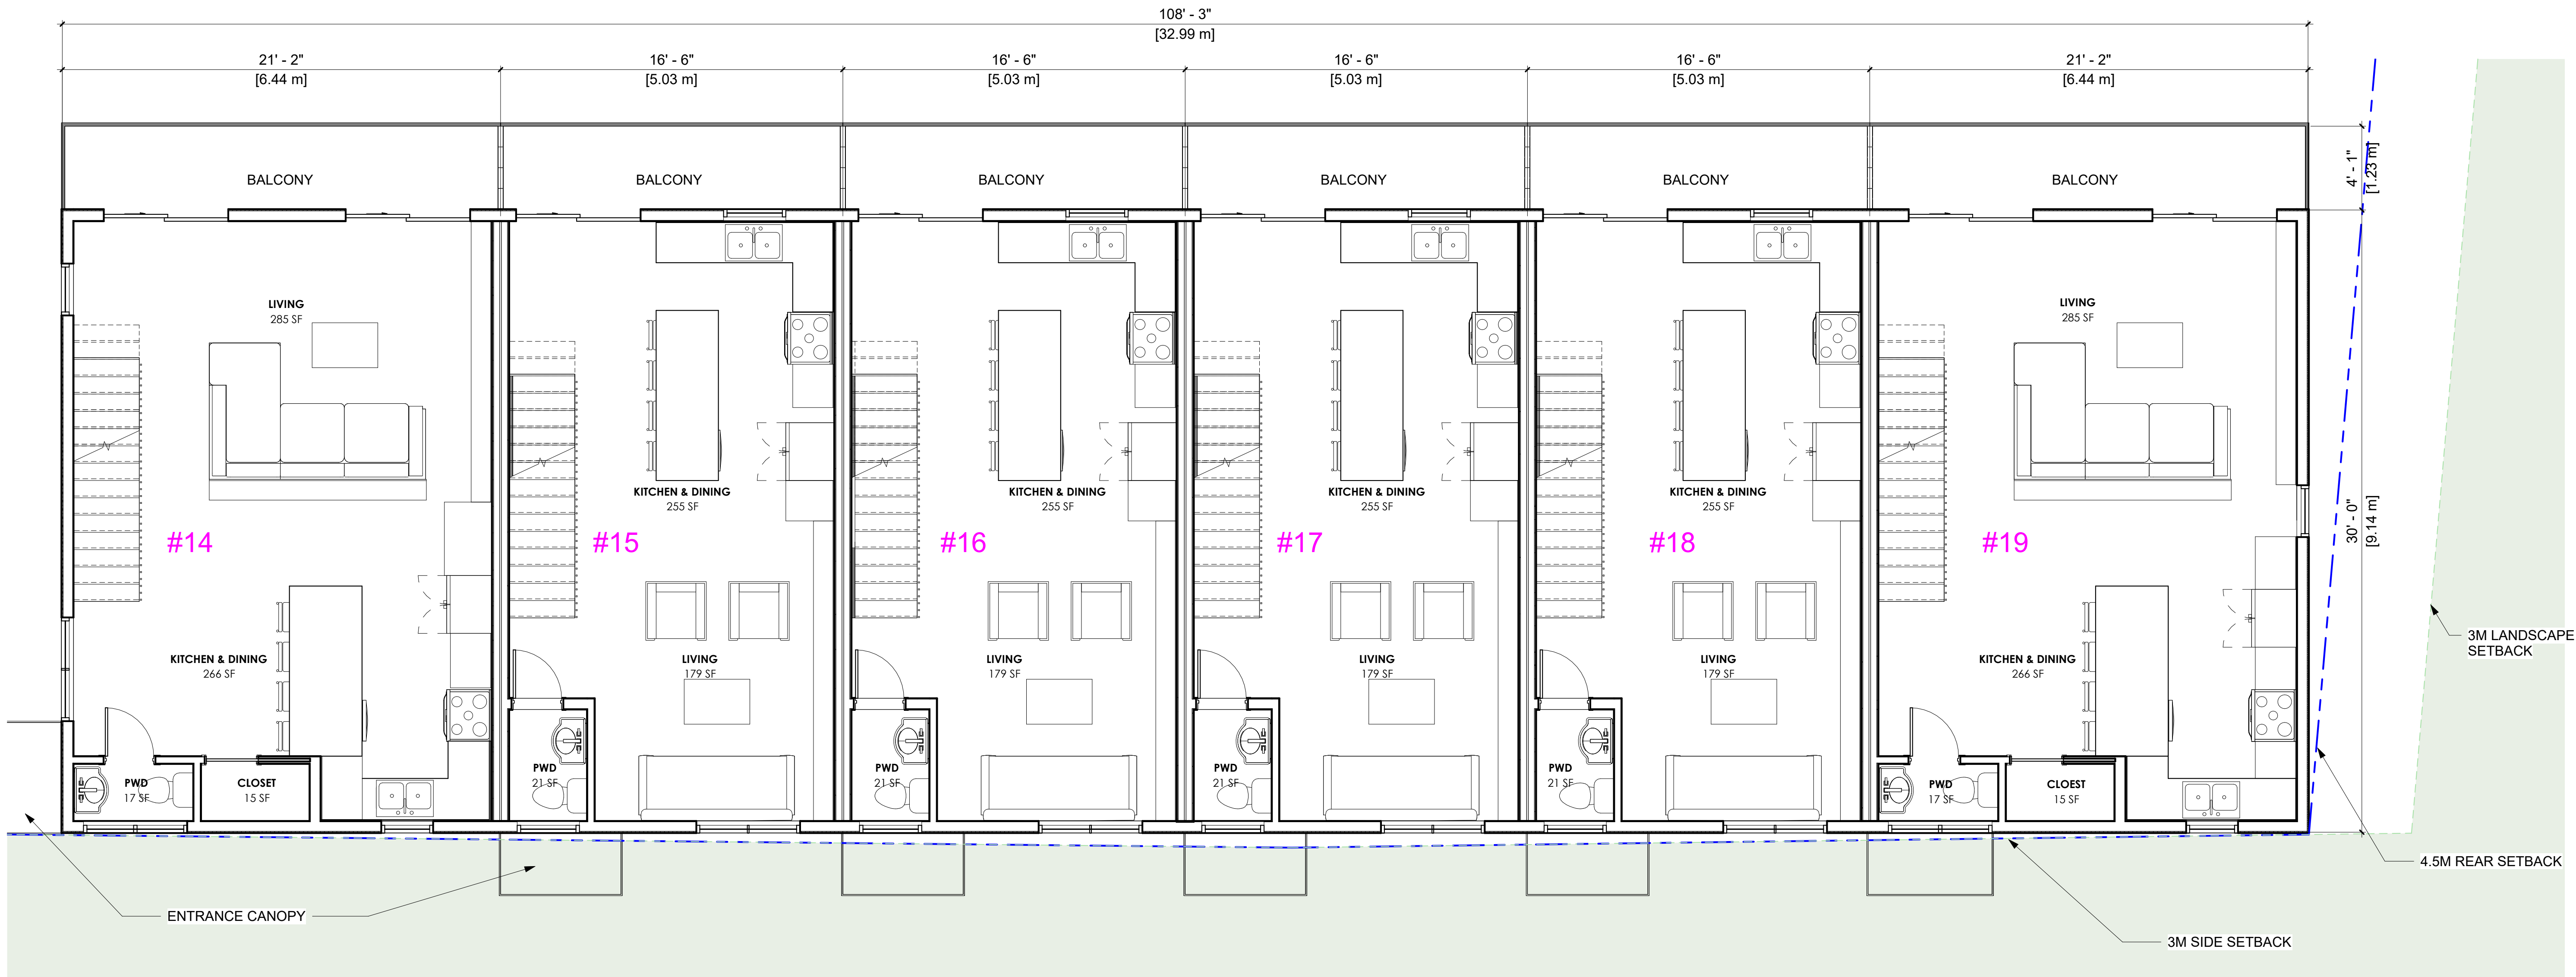 108' - 3"
[32.99 m]
21' - 2"
[6.44 m]
16' - 6"
[5.03 m]
16' - 6"
[5.03 m]
16' - 6"
[5.03 m]
16' - 6"
[5.03 m]
21' - 2"
[6.44 m]
BALCONY
BALCONY
BALCONY
BALCONY
BALCONY
BALCONY
4' - 1"
[1.23 m]
LIVING
285 SF
LIVING
285 SF
KITCHEN & DINING
255 SF
KITCHEN & DINING
255 SF
KITCHEN & DINING
255 SF
KITCHEN & DINING
255 SF
30' - 0"
[9.14 m]
#14
#15
#16
#17
#18
#19
3M LANDSCAPE
SETBACK
KITCHEN & DINING
266 SF
LIVING
179 SF
LIVING
179 SF
LIVING
179 SF
LIVING
179 SF
KITCHEN & DINING
266 SF
PWD
17 SF
CLOSET
15 SF
PWD
21 SF
PWD
21 SF
PWD
21 SF
PWD
21 SF
PWD
17 SF
CLOEST
15 SF
4.5M REAR SETBACK
ENTRANCE CANOPY
3M SIDE SETBACK